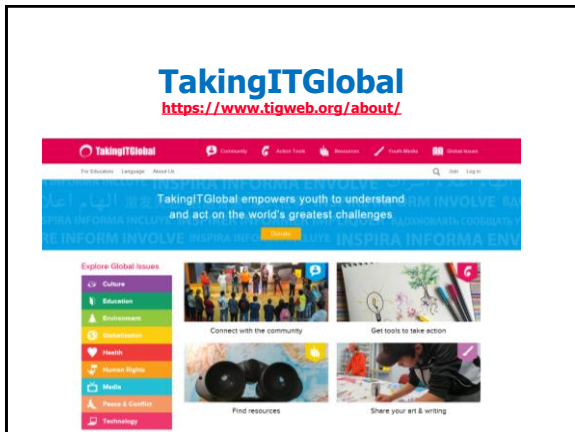 TakingITGlobal
https://www.tigweb.org/about/
TakingITGlobal Community Action Tools Resources Youth Media Global Issues
For Educators Language About Us Join Log in
TakingITGlobal empowers youth to understand
and act on the world's greatest challenges
Donate
Explore Global Issues
Culture
Education
Environment
Globalization
Health
Human Rights
Media
Peace & Conflict
Technology
Connect with the community
Get tools to take action
Find resources
Share your art & writing